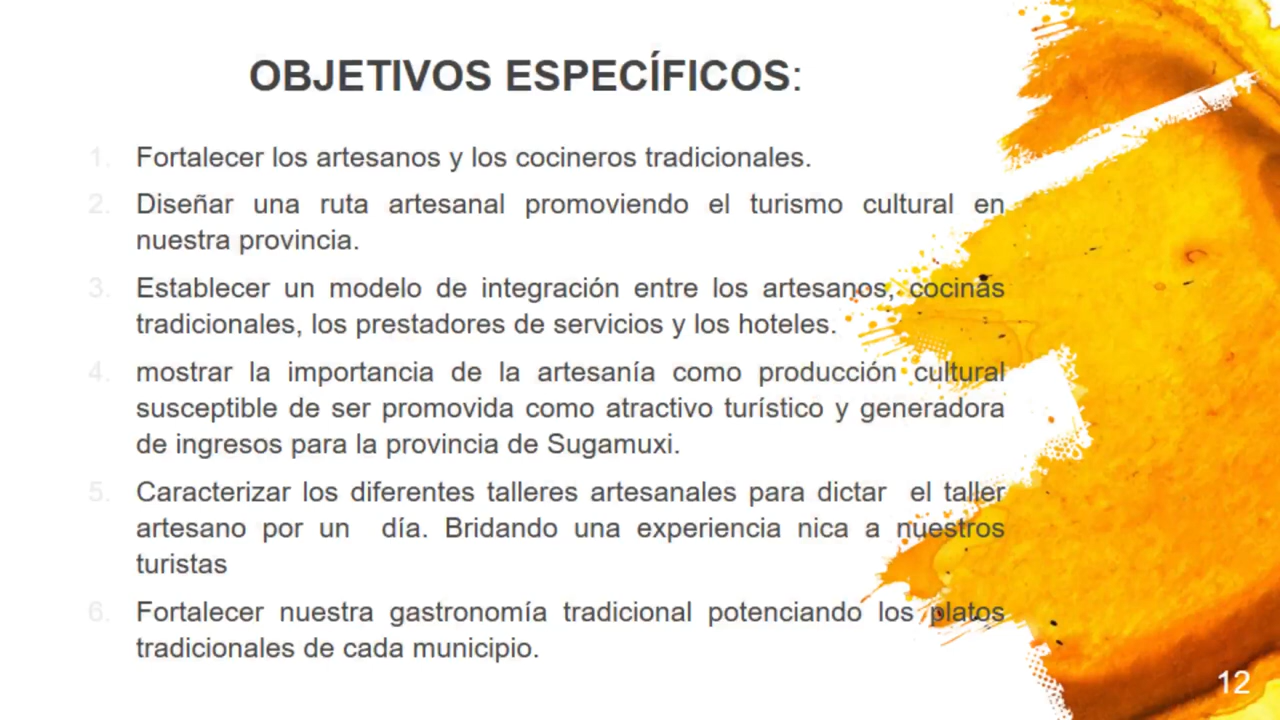 OBJETIVOS ESPECÍFICOS:
1. Fortalecer los artesanos y los cocineros tradicionales.
2. Diseñar una ruta artesanal promoviendo el turismo cultural en
nuestra provincia.
3. Establecer un modelo de integración entre los artesanos, cocinas
tradicionales, los prestadores de servicios y los hoteles.
4. mostrar la importancia de la artesanía como producción cultural
susceptible de ser promovida como atractivo turístico y generadora
de ingresos para la provincia de Sugamuxi.
5. Caracterizar los diferentes talleres artesanales para dictar el taller
artesano por un día. Bridando una experiencia nica a nuestros
turistas
6. Fortalecer nuestra gastronomía tradicional potenciando los platos
tradicionales de cada municipio.
12